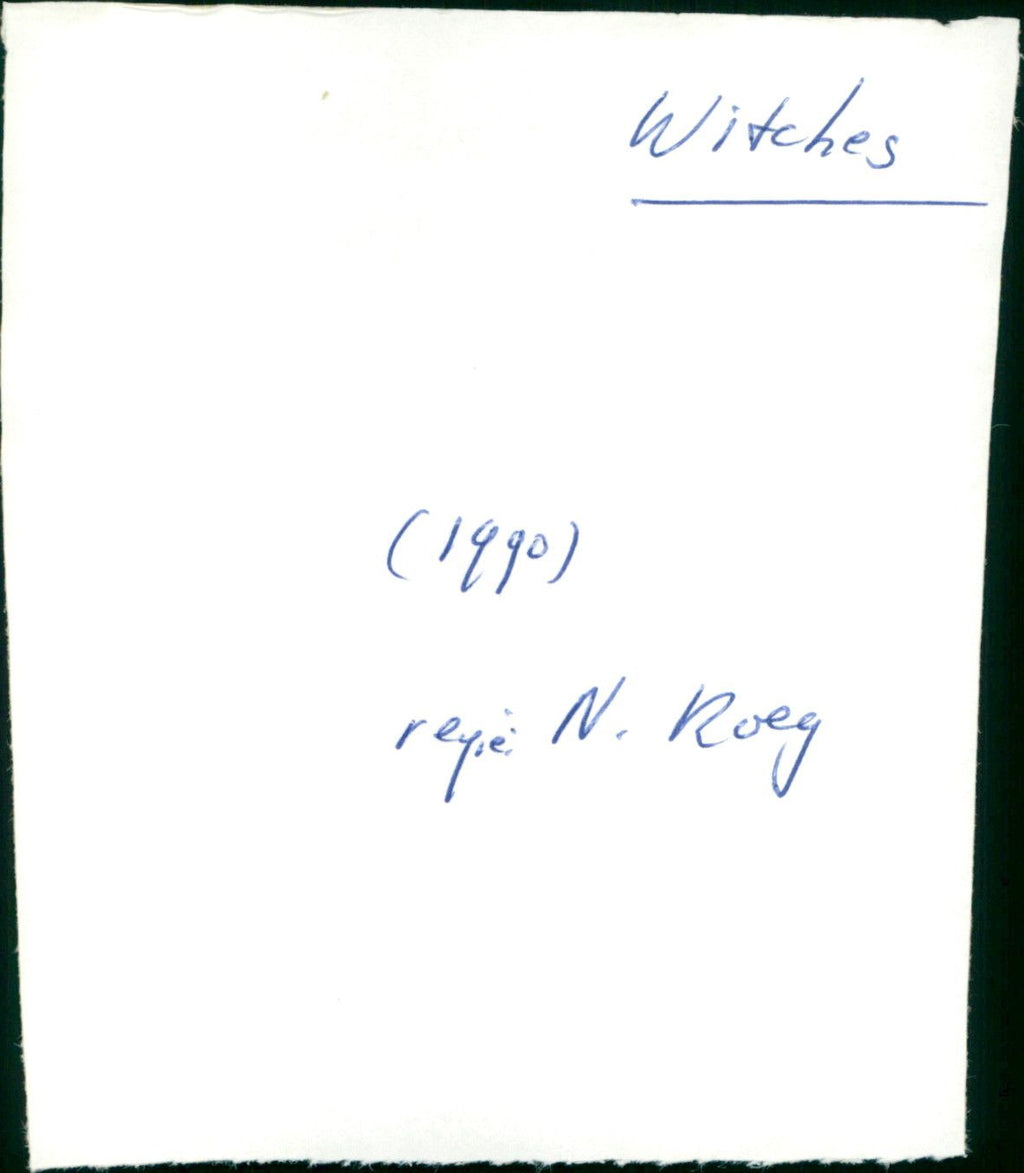 Witches
(1990)
regie: N. Roeg